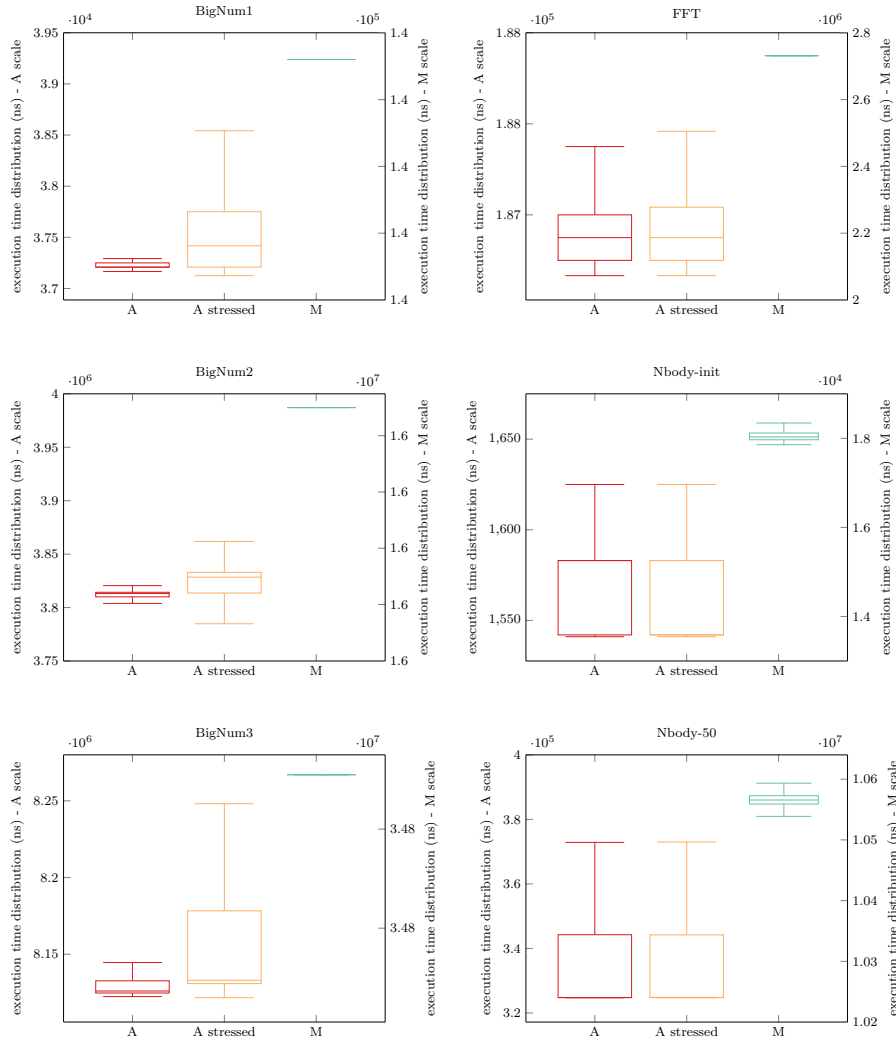 BigNum1
·10^4
·10^5
execution time distribution (ns) - A scale
3.95
3.9
3.85
3.8
3.75
3.7
A
A stressed
M
1.4
1.4
1.4
1.4
1.4
execution time distribution (ns) - M scale
FFT
·10^5
·10^6
execution time distribution (ns) - A scale
1.88
1.88
1.87
A
A stressed
M
2.8
2.6
2.4
2.2
2
execution time distribution (ns) - M scale
BigNum2
·10^6
·10^7
execution time distribution (ns) - A scale
4
3.95
3.9
3.85
3.8
3.75
A
A stressed
M
1.6
1.6
1.6
1.6
1.6
execution time distribution (ns) - M scale
Nbody-init
·10^4
execution time distribution (ns) - A scale
1,650
1,600
1,550
A
A stressed
M
1.8
1.6
1.4
execution time distribution (ns) - M scale
BigNum3
·10^6
·10^7
execution time distribution (ns) - A scale
8.25
8.2
8.15
A
A stressed
M
3.48
3.48
execution time distribution (ns) - M scale
Nbody-50
·10^5
·10^7
execution time distribution (ns) - A scale
4
3.8
3.6
3.4
3.2
A
A stressed
M
1.06
1.05
1.04
1.03
1.02
execution time distribution (ns) - M scale